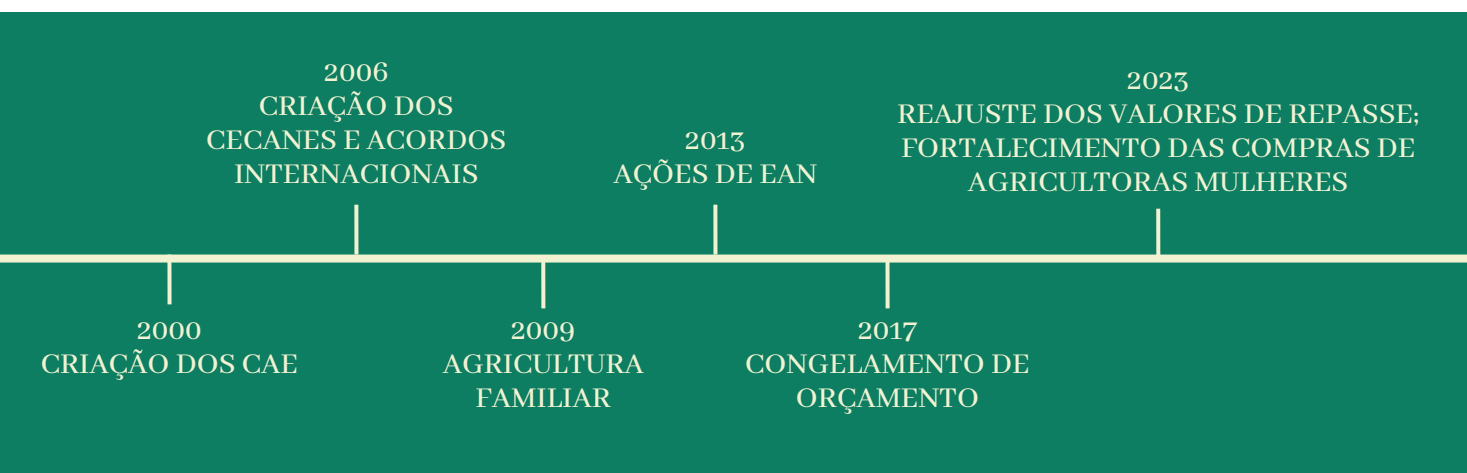 2006
CRIAÇÃO DOS
CECANES E ACORDOS
INTERNACIONAIS
2013
AÇÕES DE EAN
2023
REAJUSTE DOS VALORES DE REPASSE;
FORTALECIMENTO DAS COMPRAS DE
AGRICULTORAS MULHERES
2000
CRIAÇÃO DOS CAE
2009
AGRICULTURA
FAMILIAR
2017
CONGELAMENTO DE
ORÇAMENTO